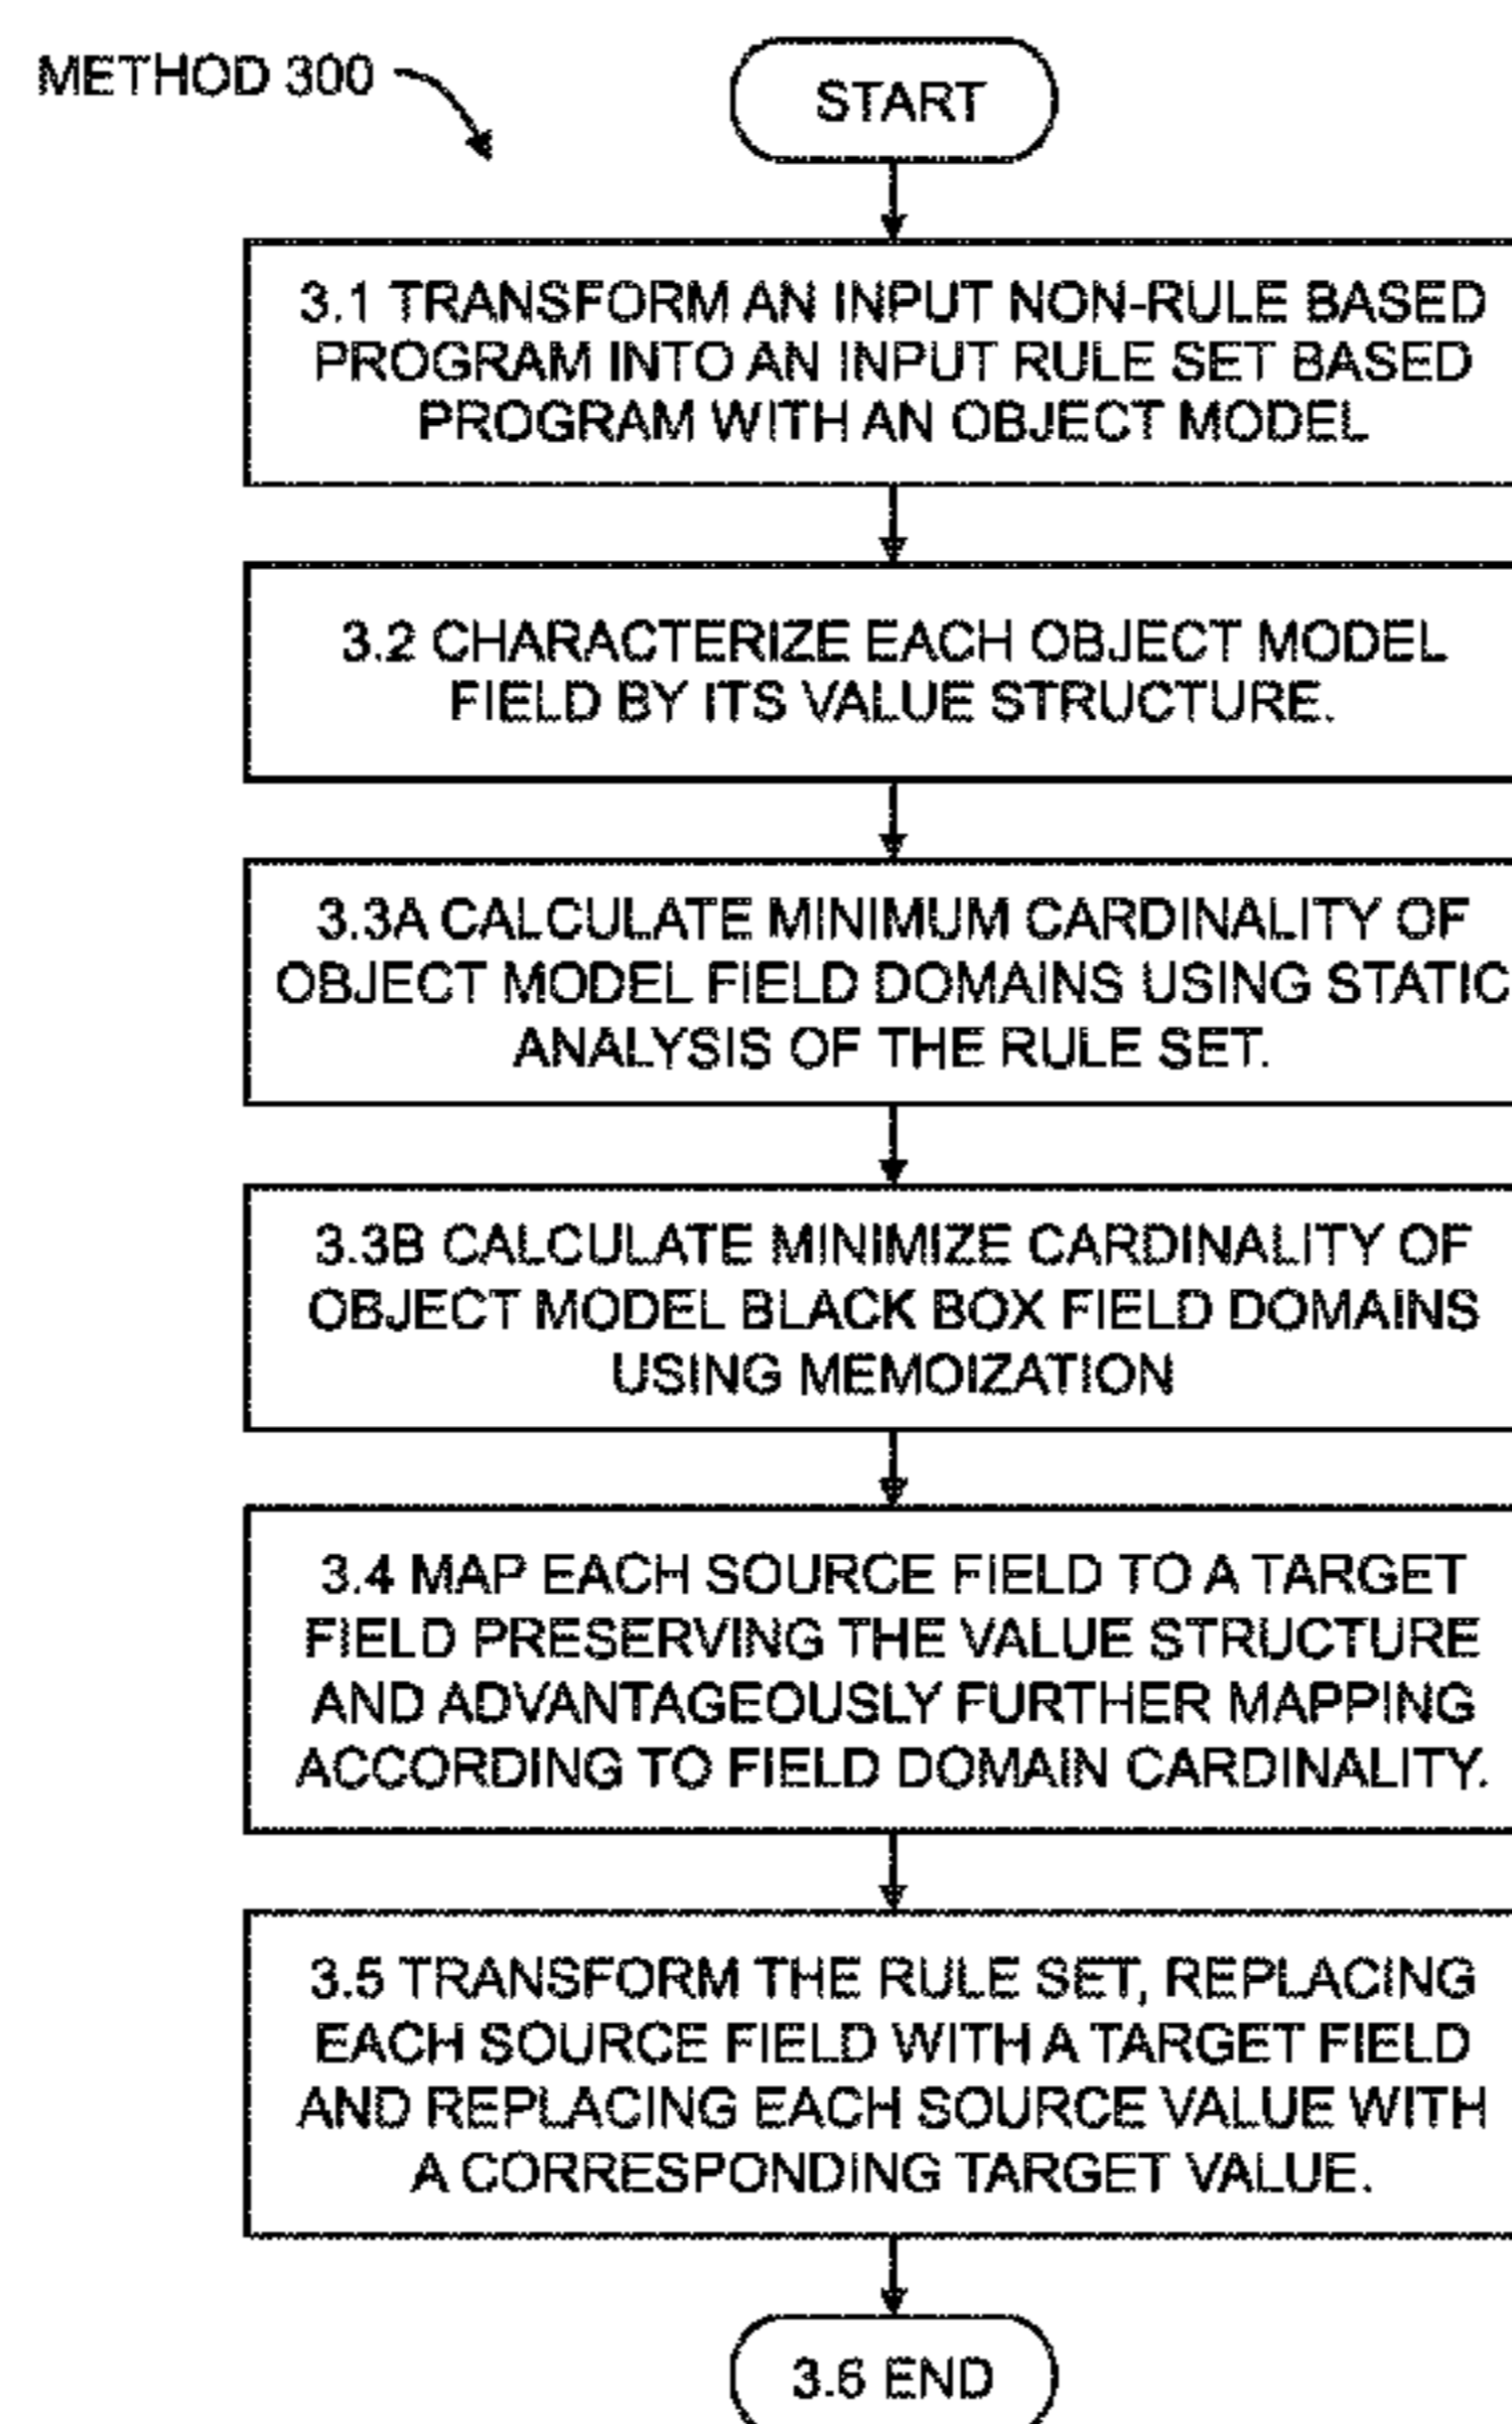 METHOD 300
START
3.1 TRANSFORM AN INPUT NON-RULE BASED
PROGRAM INTO AN INPUT RULE SET BASED
PROGRAM WITH AN OBJECT MODEL
3.2 CHARACTERIZE EACH OBJECT MODEL
FIELD BY ITS VALUE STRUCTURE.
3.3A CALCULATE MINIMUM CARDINALITY OF
OBJECT MODEL FIELD DOMAINS USING STATIC
ANALYSIS OF THE RULE SET.
3.3B CALCULATE MINIMIZE CARDINALITY OF
OBJECT MODEL BLACK BOX FIELD DOMAINS
USING MEMOIZATION
3.4 MAP EACH SOURCE FIELD TO A TARGET
FIELD PRESERVING THE VALUE STRUCTURE
AND ADVANTAGEOUSLY FURTHER MAPPING
ACCORDING TO FIELD DOMAIN CARDINALITY.
3.5 TRANSFORM THE RULE SET, REPLACING
EACH SOURCE FIELD WITH A TARGET FIELD
AND REPLACING EACH SOURCE VALUE WITH
A CORRESPONDING TARGET VALUE.
3.6 END